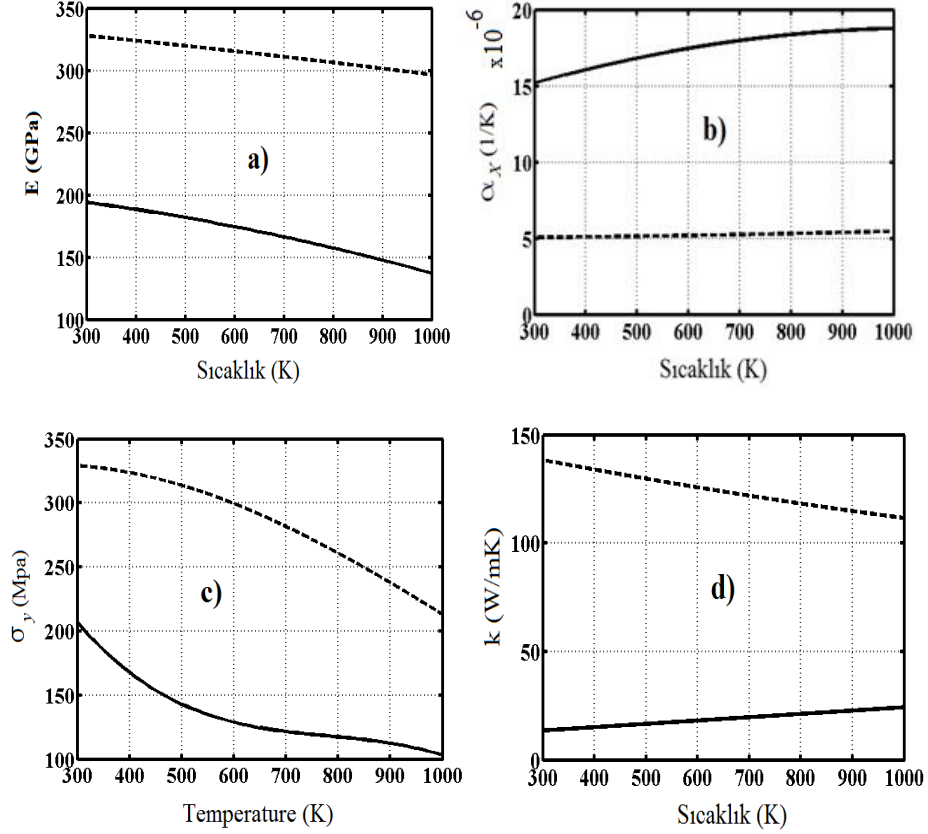 350
300
250
200
150
100
E (GPa)
a)
300 400 500 600 700 800 900 1000
Sıcaklık (K)
20
15
10
5
0
x10⁻⁶
αX (1/K)
b)
300 400 500 600 700 800 900 1000
Sıcaklık (K)
350
300
250
200
150
100
σy (Mpa)
c)
300 400 500 600 700 800 900 1000
Temperature (K)
150
100
50
0
k (W/mK)
d)
300 400 500 600 700 800 900 1000
Sıcaklık (K)